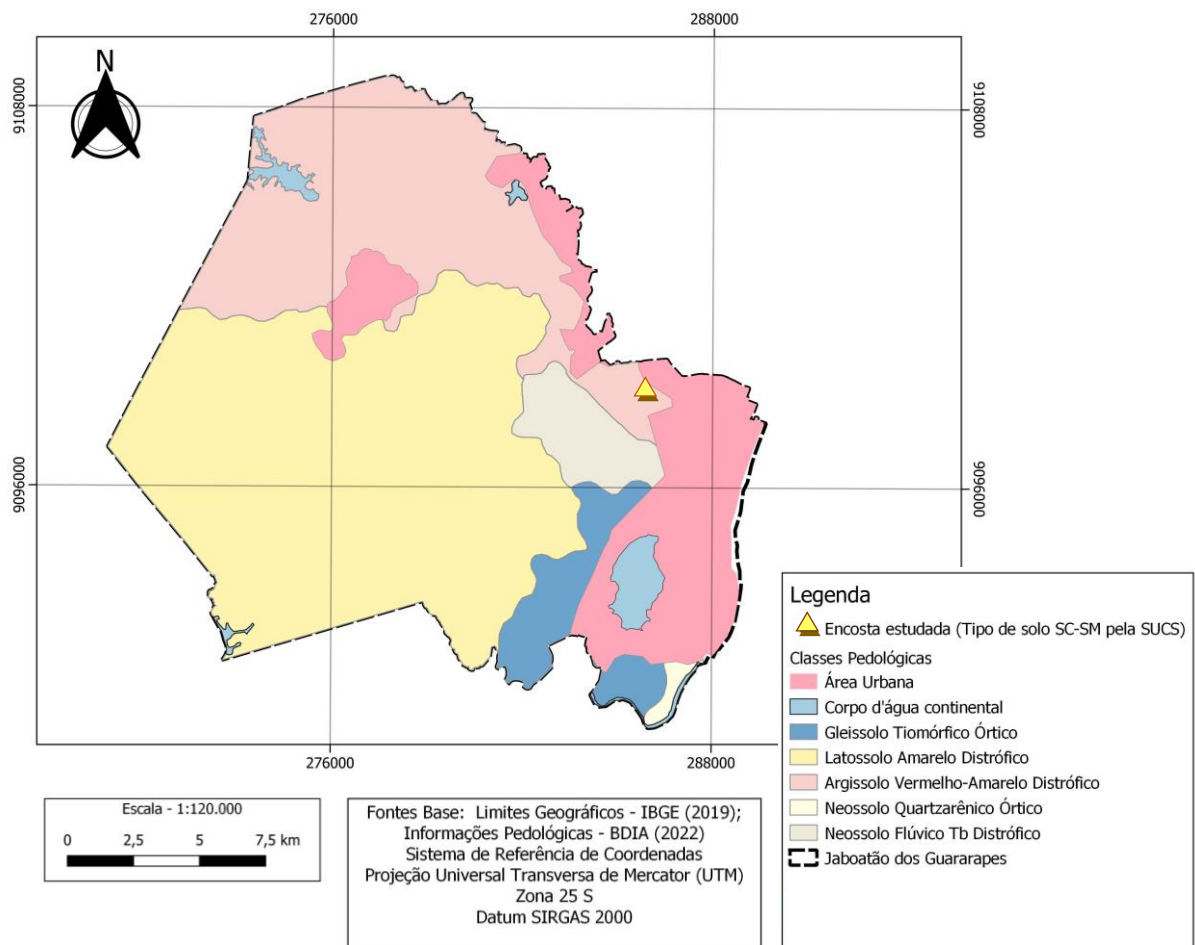 276000
288000
N
9108000
9108000
9096000
9096000
276000
288000
Legenda
Encosta estudada (Tipo de solo SC-SM pela SUCS)
Classes Pedológicas
Área Urbana
Corpo d'água continental
Gleissolo Tiomórfico Órtico
Latossolo Amarelo Distrófico
Argissolo Vermelho-Amarelo Distrófico
Neossolo Quartzarênico Órtico
Neossolo Flúvico Tb Distrófico
Jaboatão dos Guararapes
Escala - 1:120.000
0 2,5 5 7,5 km
Fontes Base: Limites Geográficos - IBGE (2019);
Informações Pedológicas - BDIA (2022)
Sistema de Referência de Coordenadas
Projeção Universal Transversa de Mercator (UTM)
Zona 25 S
Datum SIRGAS 2000